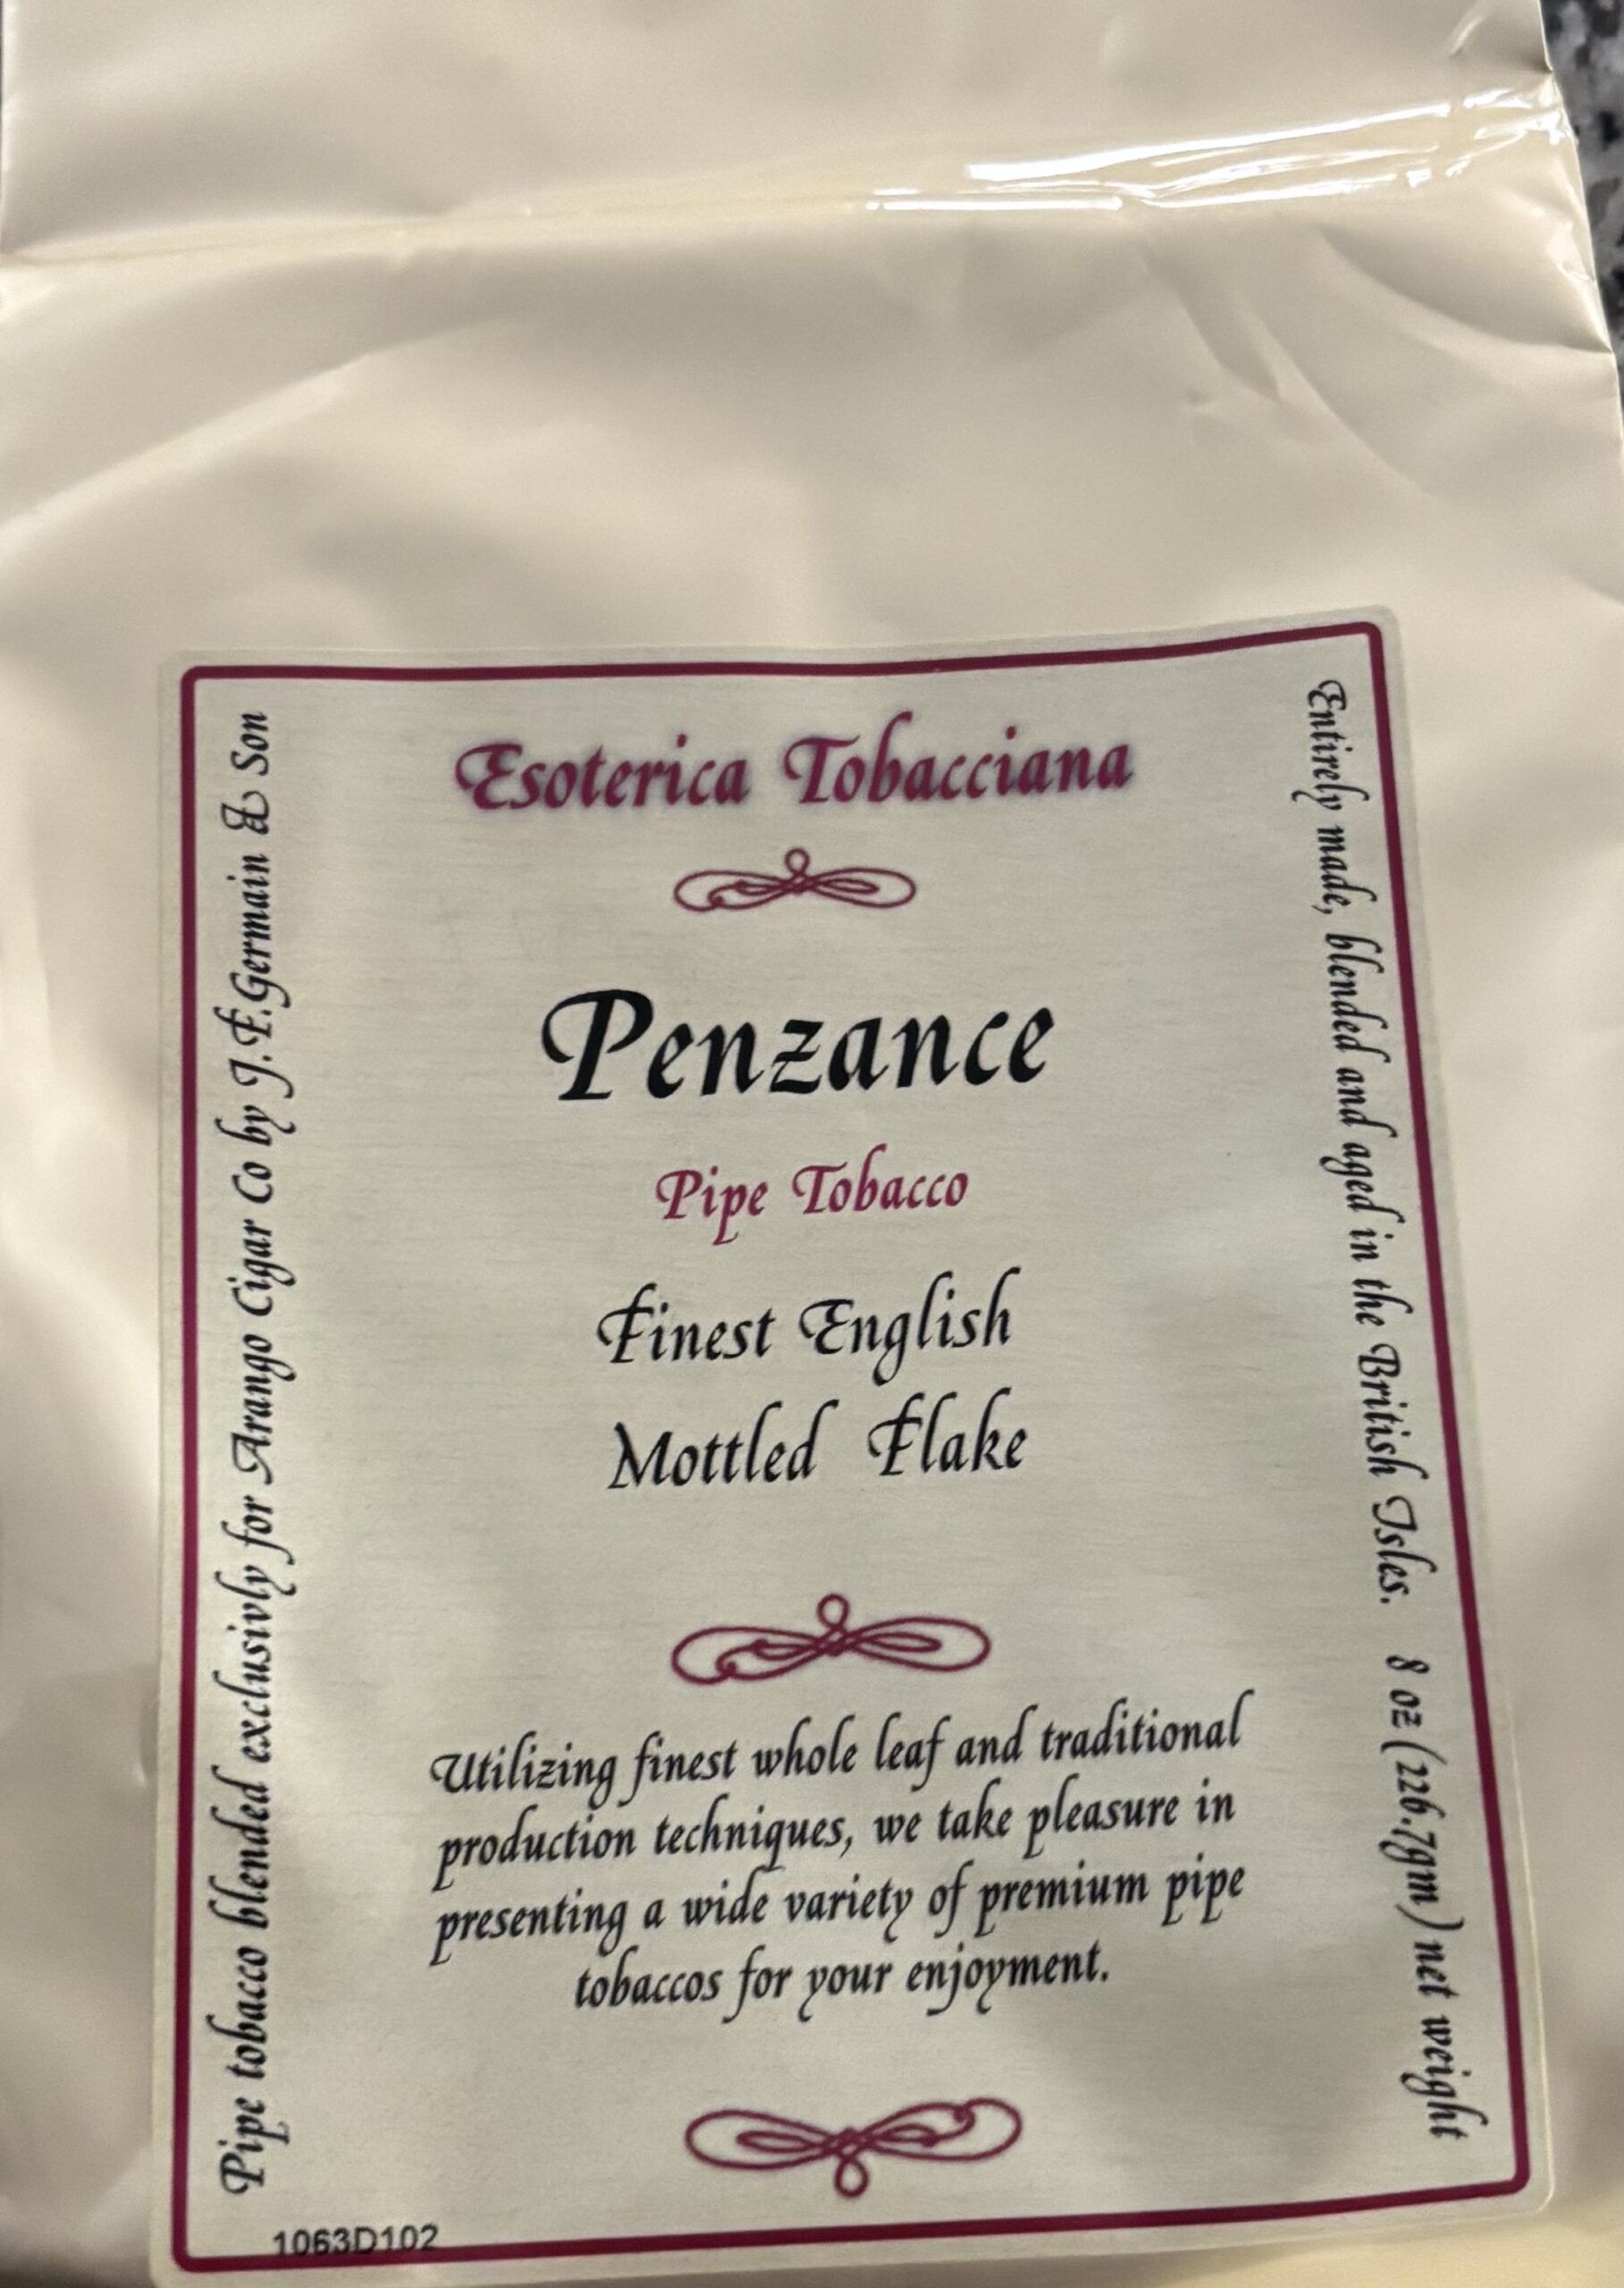 Esoterica Tobacciana
Penzance
Pipe Tobacco
Finest English
Mottled Flake
Utilizing finest whole leaf and traditional
production techniques, we take pleasure in
presenting a wide variety of premium pipe
tobaccos for your enjoyment.
Pipe tobacco blended exclusivly for Arango Cigar Co by J.F.Germain & Son
Entirely made, blended and aged in the British Isles. 8 oz (226.7gm) net weight
1063D102